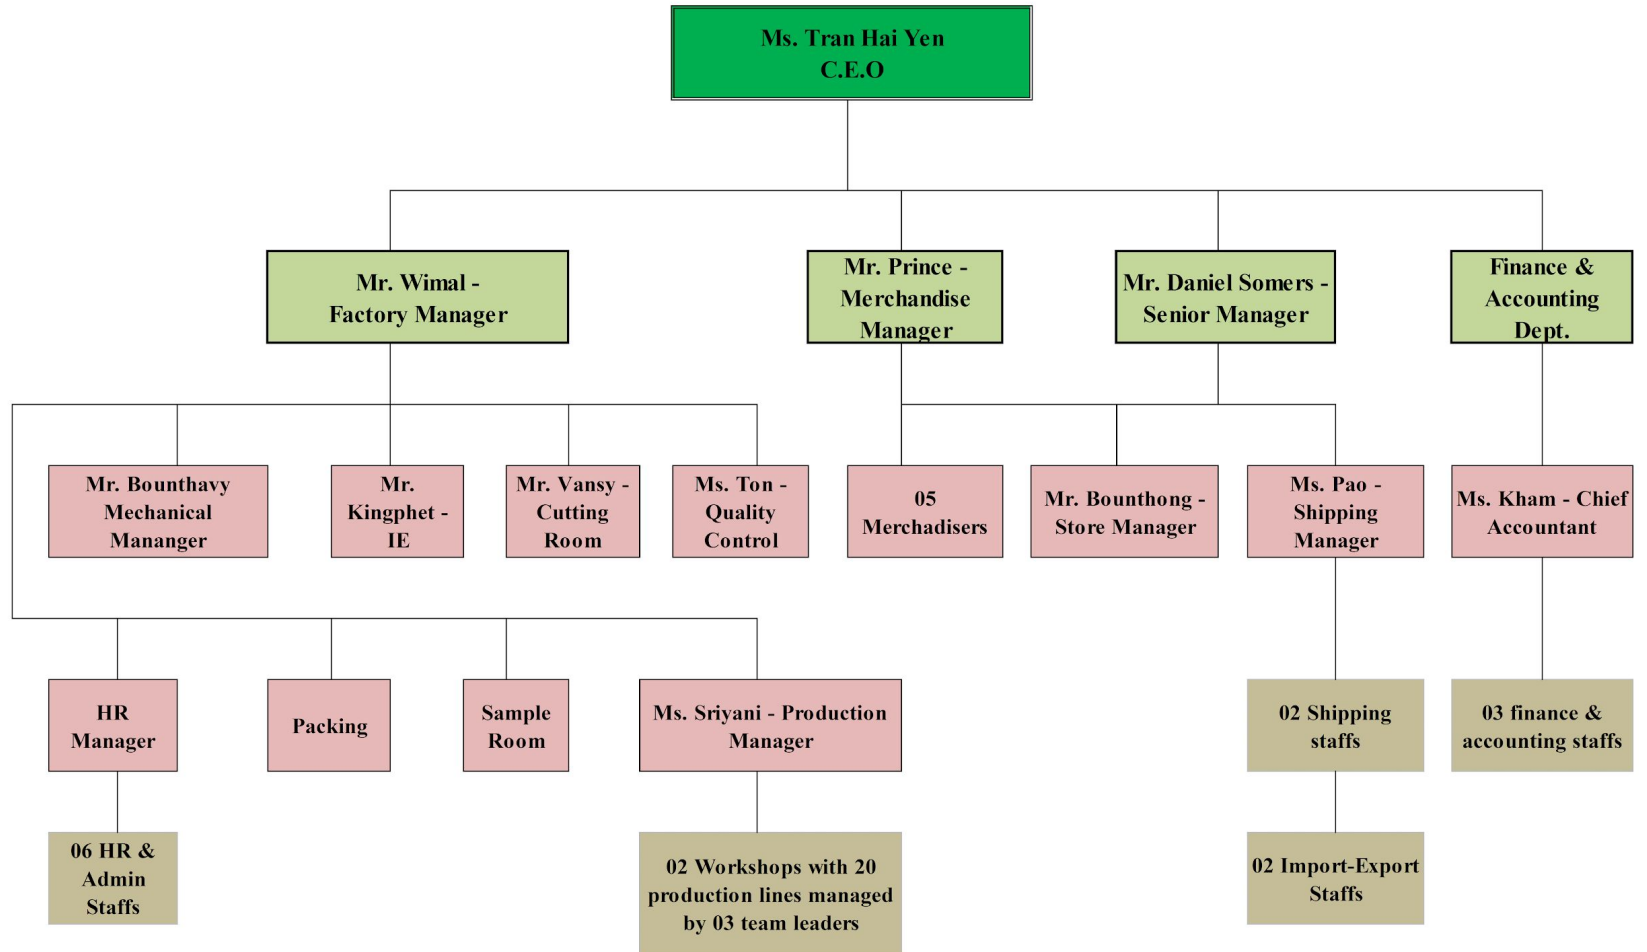 Ms. Tran Hai Yen
C.E.O
Mr. Wimal -
Factory Manager
Mr. Prince -
Merchandise
Manager
Mr. Daniel Somers -
Senior Manager
Finance &
Accounting
Dept.
Mr. Bounthavy
Mechanical
Mananger
Mr.
Kingphet -
IE
Mr. Vansy -
Cutting
Room
Ms. Ton -
Quality
Control
05
Merchadisers
Mr. Bounthong -
Store Manager
Ms. Pao -
Shipping
Manager
Ms. Kham - Chief
Accountant
HR
Manager
Packing
Sample
Room
Ms. Sriyani - Production
Manager
02 Shipping
staffs
03 finance &
accounting staffs
06 HR &
Admin
Staffs
02 Workshops with 20
production lines managed
by 03 team leaders
02 Import-Export
Staffs